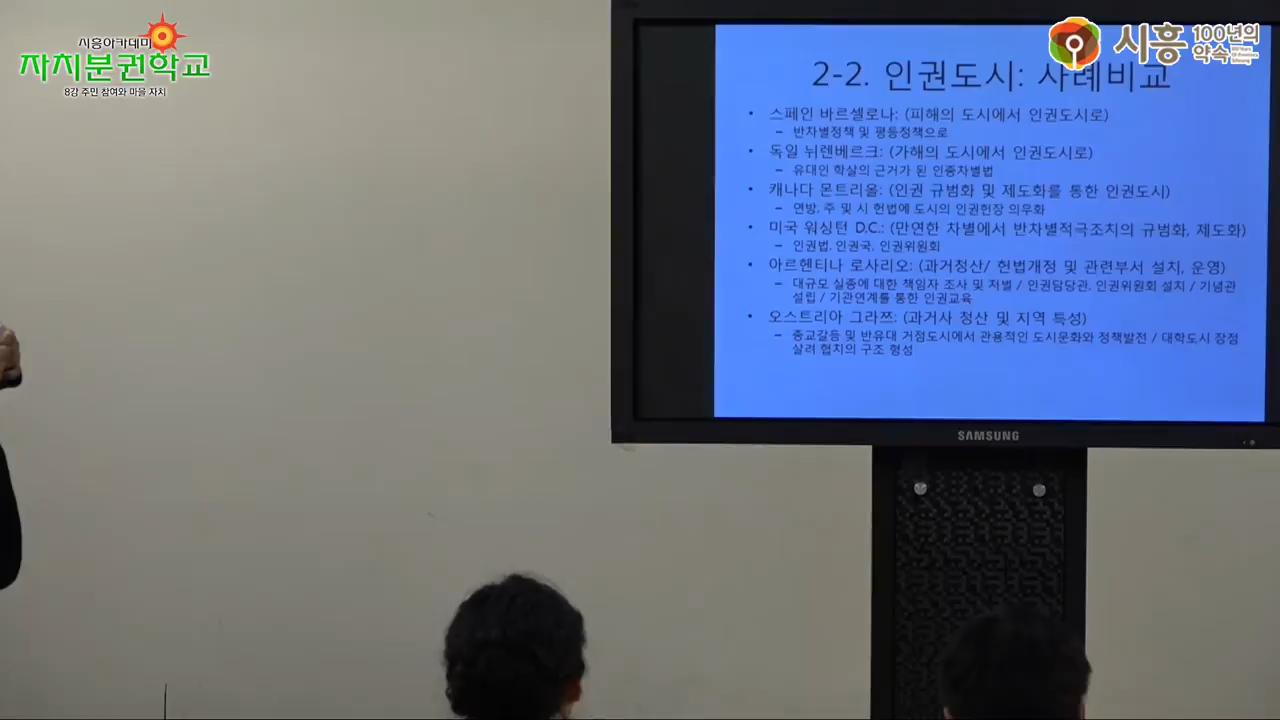 시흥아카데미
자치분권학교
8강 주민 참여와 마을 자치
시흥 100년의 약속
2-2. 인권도시: 사례비교
• 스페인 바르셀로나: (피해의 도시에서 인권도시로)
– 반차별정책 및 평등정책으로
• 독일 뉘렌베르크: (가해의 도시에서 인권도시로)
– 유대인 학살의 근거가 된 인종차별법
• 캐나다 몬트리올: (인권 규범화 및 제도화를 통한 인권도시)
– 연방, 주 및 시 헌법에 도시의 인권헌장 의무화
• 미국 워싱턴 D.C.: (만연한 차별에서 반차별적극조치의 규범화, 제도화)
– 인권법, 인권국, 인권위원회
• 아르헨티나 로사리오: (과거청산/ 헌법개정 및 관련부서 설치, 운영)
– 대규모 실종에 대한 책임자 조사 및 처벌 / 인권담당관, 인권위원회 설치 / 기념관
설립 / 기관연계를 통한 인권교육
• 오스트리아 그라쯔: (과거사 청산 및 지역 특성)
– 종교갈등 및 반유대 거점도시에서 관용적인 도시문화와 정책발전 / 대학도시 장점
살려 협치의 구조 형성
SAMSUNG